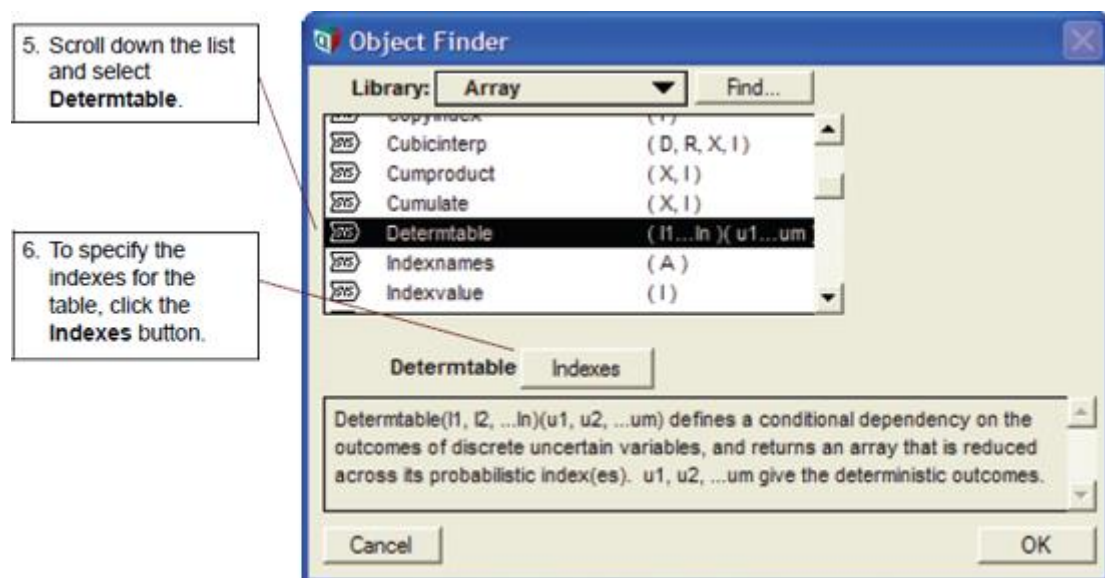 5. Scroll down the list
and select
Determtable.
6. To specify the
indexes for the
table, click the
Indexes button.
Object Finder
Library: Array Find...
Copyindex ( I )
Cubicinterp ( D, R, X, I )
Cumproduct ( X, I )
Cumulate ( X, I )
Determtable ( I1...In )( u1...um )
Indexnames ( A )
Indexvalue ( I )
Determtable Indexes
Determtable(I1, I2, ...In)(u1, u2, ...um) defines a conditional dependency on the
outcomes of discrete uncertain variables, and returns an array that is reduced
across its probabilistic index(es). u1, u2, ...um give the deterministic outcomes.
Cancel OK